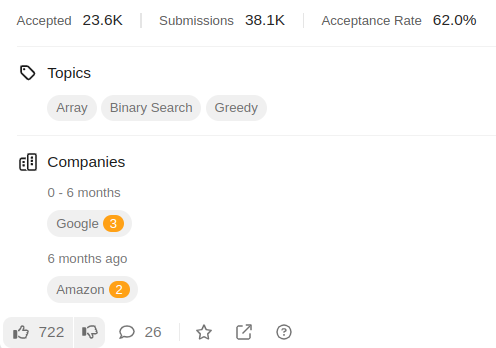 Accepted 23.6K Submissions 38.1K Acceptance Rate 62.0%
Topics
Array Binary Search Greedy
Companies
0 - 6 months
Google 3
6 months ago
Amazon 2
722 26